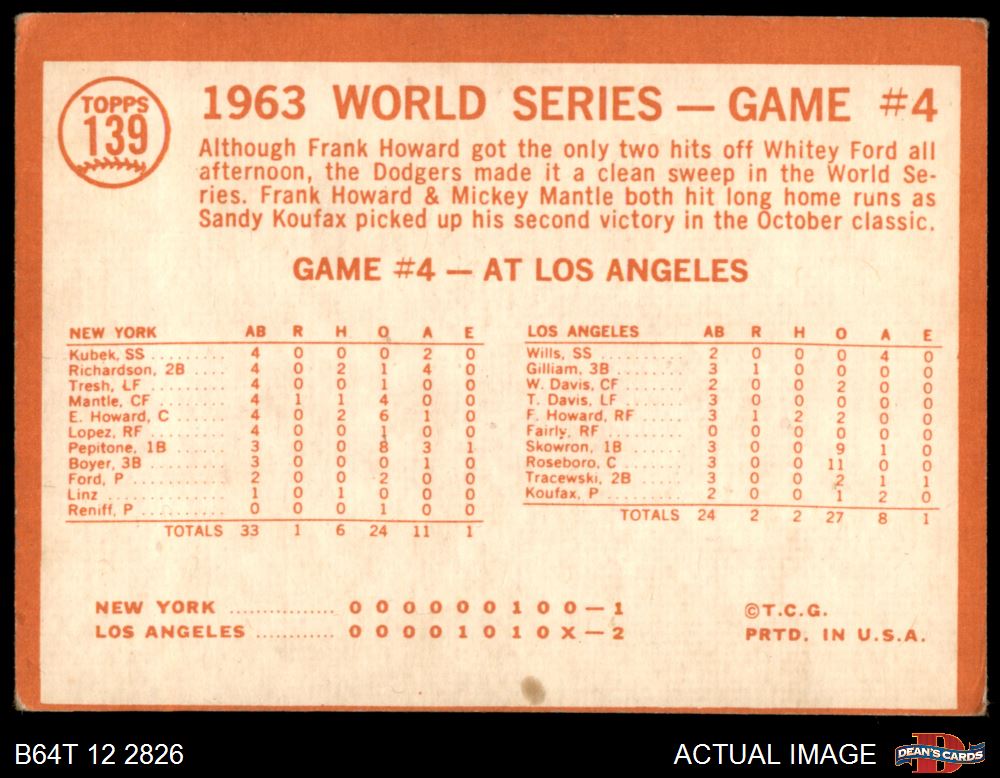 TOPPS
139
1963 WORLD SERIES — GAME #4
Although Frank Howard got the only two hits off Whitey Ford all
afternoon, the Dodgers made it a clean sweep in the World Se-
ries. Frank Howard & Mickey Mantle both hit long home runs as
Sandy Koufax picked up his second victory in the October classic.
GAME #4 — AT LOS ANGELES
NEW YORK AB R H O A E
Kubek, SS ......... 4 0 0 0 2 0
Richardson, 2B .... 4 0 2 1 4 0
Tresh, LF ......... 4 0 0 1 0 0
Mantle, CF ........ 4 1 1 4 0 0
E. Howard, C ...... 4 0 2 6 1 0
Lopez, RF ......... 4 0 0 1 0 0
Pepitone, 1B ...... 3 0 0 8 3 1
Boyer, 3B ......... 3 0 0 0 1 0
Ford, P ........... 2 0 0 2 0 0
Linz .............. 1 0 1 0 0 0
Reniff, P ......... 0 0 0 1 0 0
TOTALS 33 1 6 24 11 1
LOS ANGELES AB R H O A E
Wills, SS ......... 2 0 0 0 4 0
Gilliam, 3B ....... 3 1 0 0 0 0
W. Davis, CF ...... 2 0 0 2 0 0
T. Davis, LF ...... 3 0 0 0 0 0
F. Howard, RF ..... 3 1 2 2 0 0
Fairly, RF ........ 0 0 0 0 0 0
Skowron, 1B ....... 3 0 0 9 1 0
Roseboro, C ....... 3 0 0 11 0 0
Tracewski, 2B ..... 3 0 0 2 1 1
Koufax, P ......... 2 0 0 1 2 0
TOTALS 24 2 2 27 8 1
NEW YORK .............. 0 0 0 0 0 0 1 0 0 — 1
LOS ANGELES ........... 0 0 0 0 1 0 1 0 X — 2
©T.C.G.
PRTD. IN U.S.A.
B64T 12 2826
ACTUAL IMAGE
DEAN'S CARDS